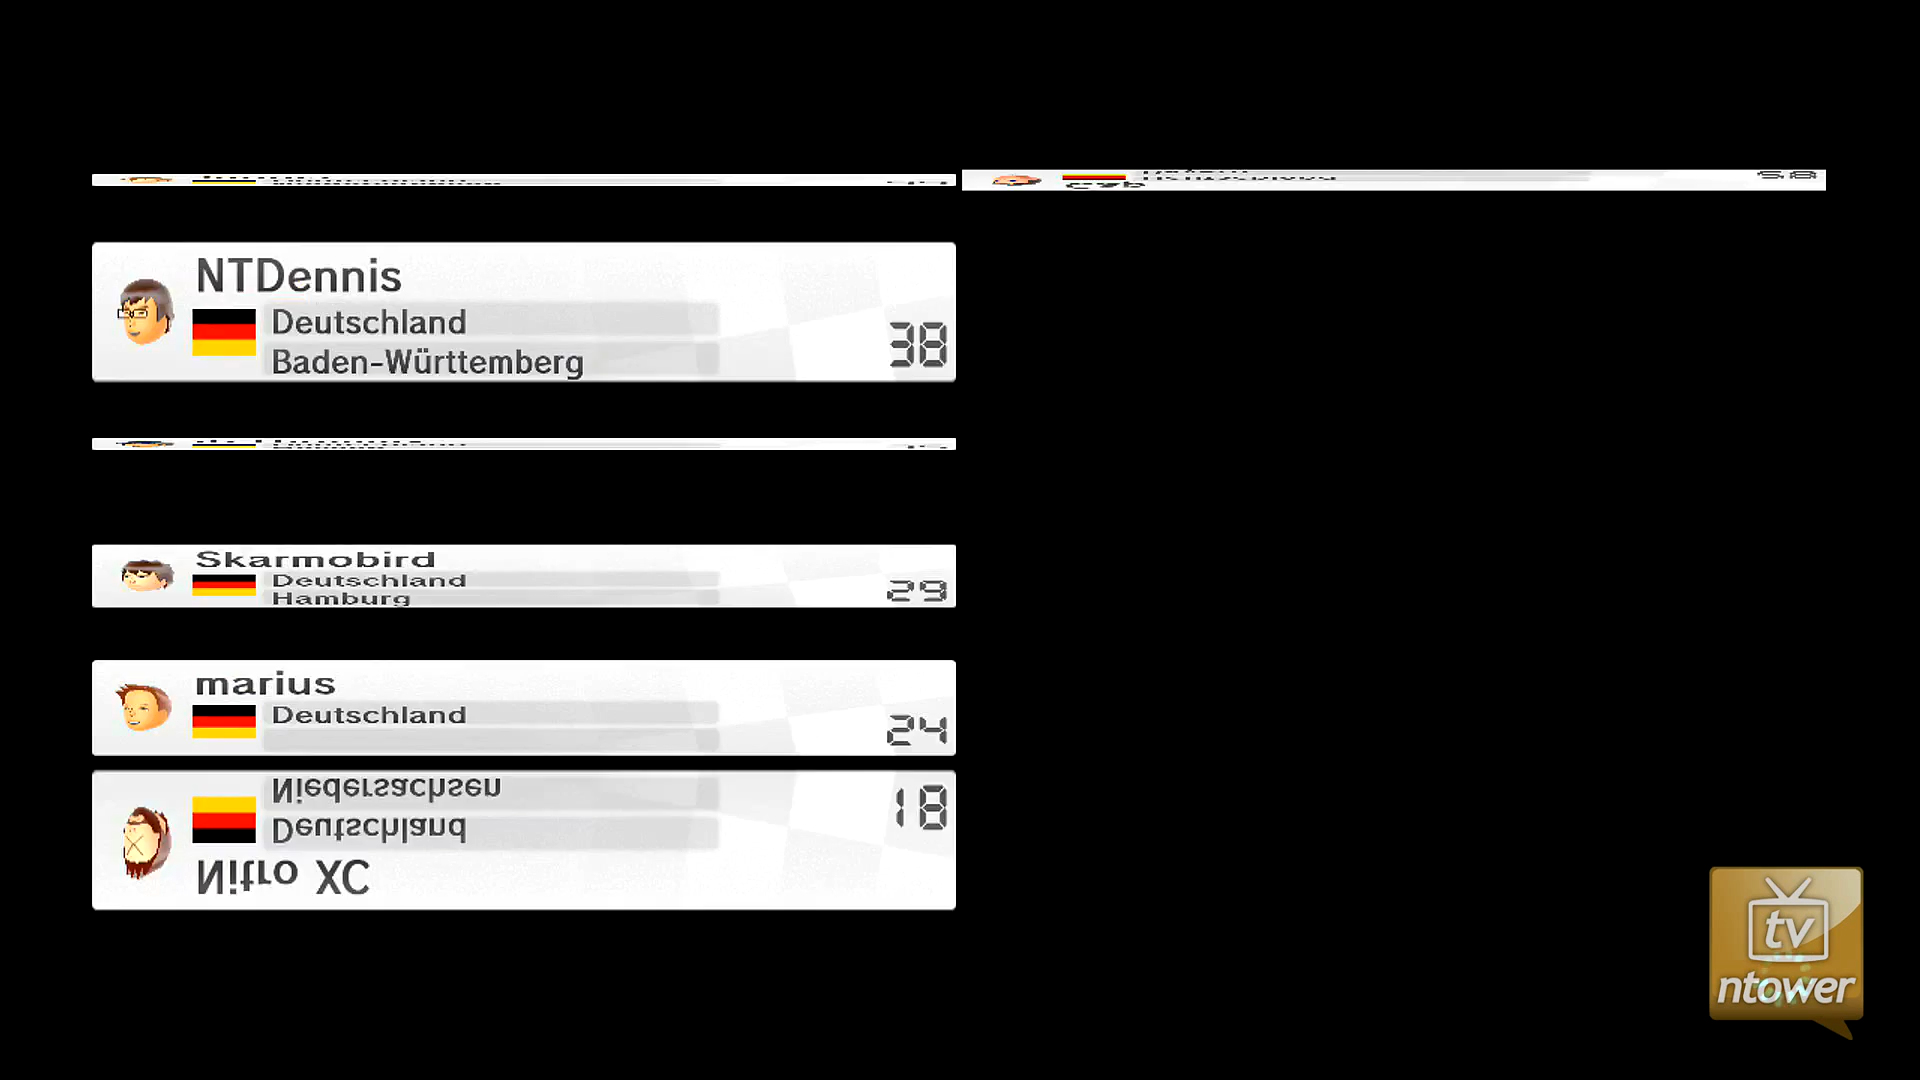 NTDennis
Deutschland
Baden-Württemberg
38
Skarmobird
Deutschland
Hamburg
29
marius
Deutschland
24
Niedersachsen
18
Deutschland
Nitro XC
tv
ntower